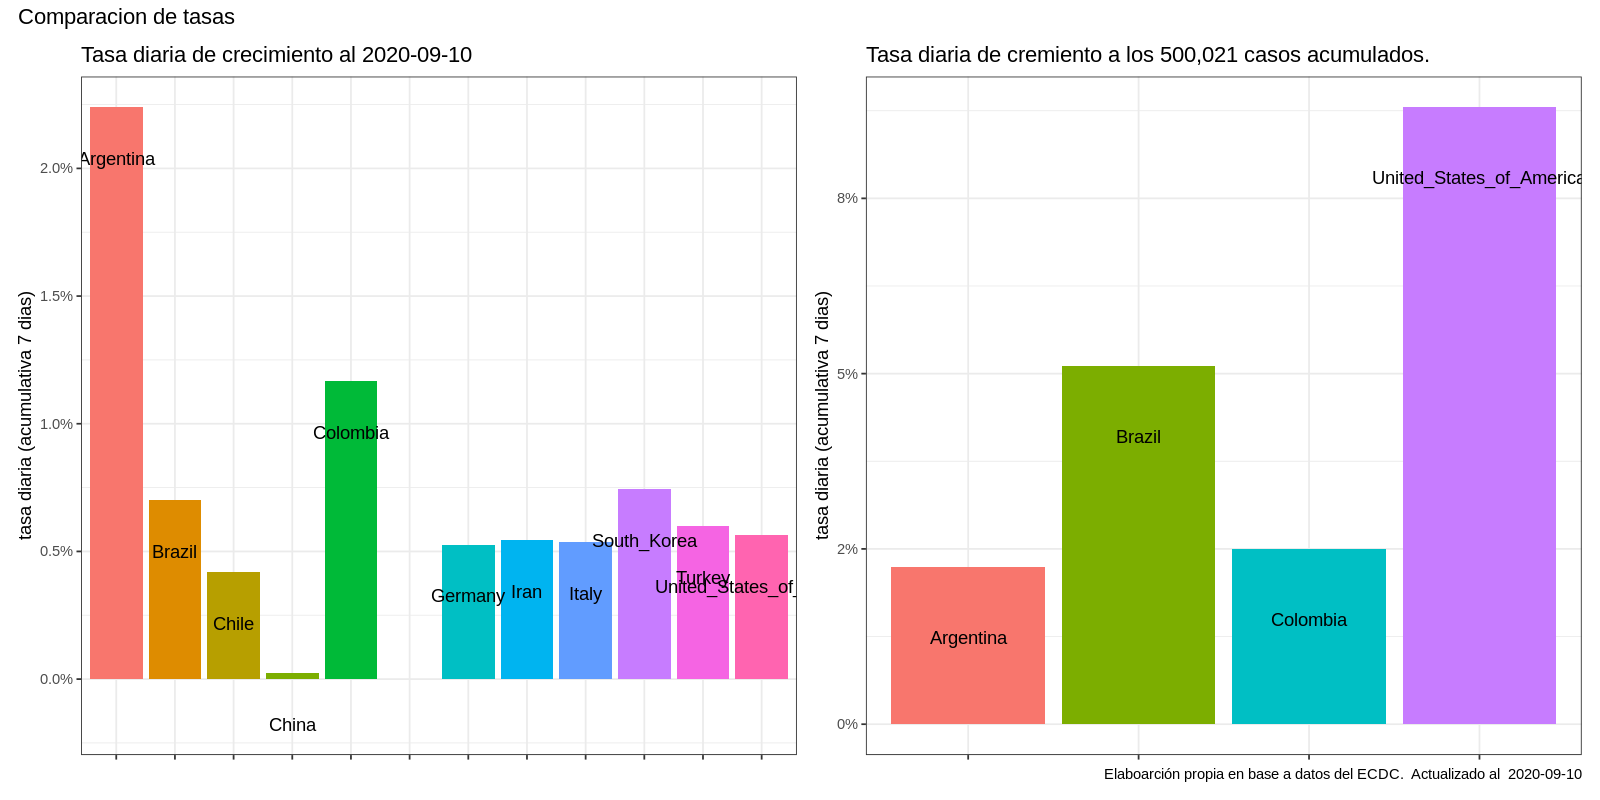 Comparacion de tasas
Tasa diaria de crecimiento al 2020-09-10
tasa diaria (acumulativa 7 dias)
2.0%
1.5%
1.0%
0.5%
0.0%
Argentina
Brazil
Chile
China
Colombia
Germany
Iran
Italy
South_Korea
Turkey
United_States_of_
Tasa diaria de cremiento a los 500,021 casos acumulados.
tasa diaria (acumulativa 7 dias)
8%
5%
2%
0%
Argentina
Brazil
Colombia
United_States_of_America
Elaboarción propia en base a datos del ECDC.  Actualizado al  2020-09-10